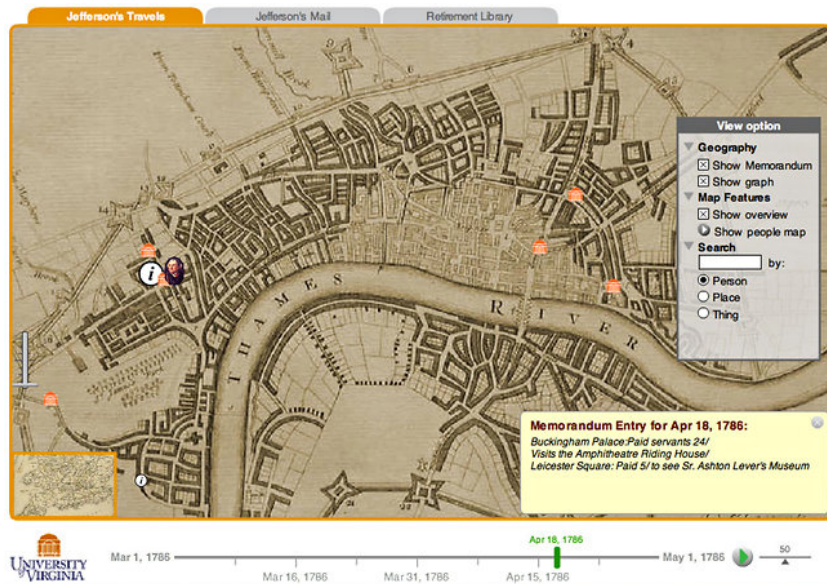 Jefferson's Travels
Jefferson's Mail
Retirement Library
View option
Geography
Show Memorandum
Show graph
Map Features
Show overview
Show people map
Search
by:
Person
Place
Thing
THAMES
RIVER
i
i
Memorandum Entry for Apr 18, 1786:
Buckingham Palace:Paid servants 24/
Visits the Amphitheatre Riding House/
Leicester Square: Paid 5/ to see Sr. Ashton Lever's Museum
Apr 18, 1786
Mar 1, 1786
May 1, 1786
50
Mar 16, 1786
Mar 31, 1786
Apr 15, 1786
UNIVERSITY
of VIRGINIA